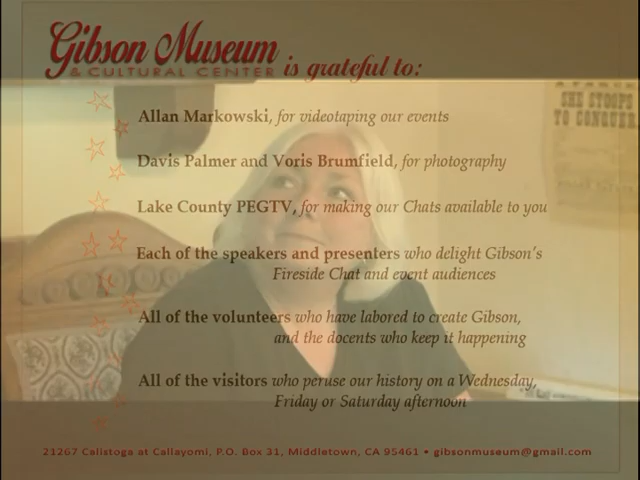 Gibson Museum
& CULTURAL CENTER is grateful to:
SHE STOOPS
TO CONQUER
Allan Markowski, for videotaping our events
Davis Palmer and Voris Brumfield, for photography
Lake County PEGTV, for making our Chats available to you
Each of the speakers and presenters who delight Gibson's
Fireside Chat and event audiences
All of the volunteers who have labored to create Gibson,
and the docents who keep it happening
All of the visitors who peruse our history on a Wednesday,
Friday or Saturday afternoon
21267 Calistoga at Callayomi, P.O. Box 31, Middletown, CA 95461 • gibsonmuseum@gmail.com